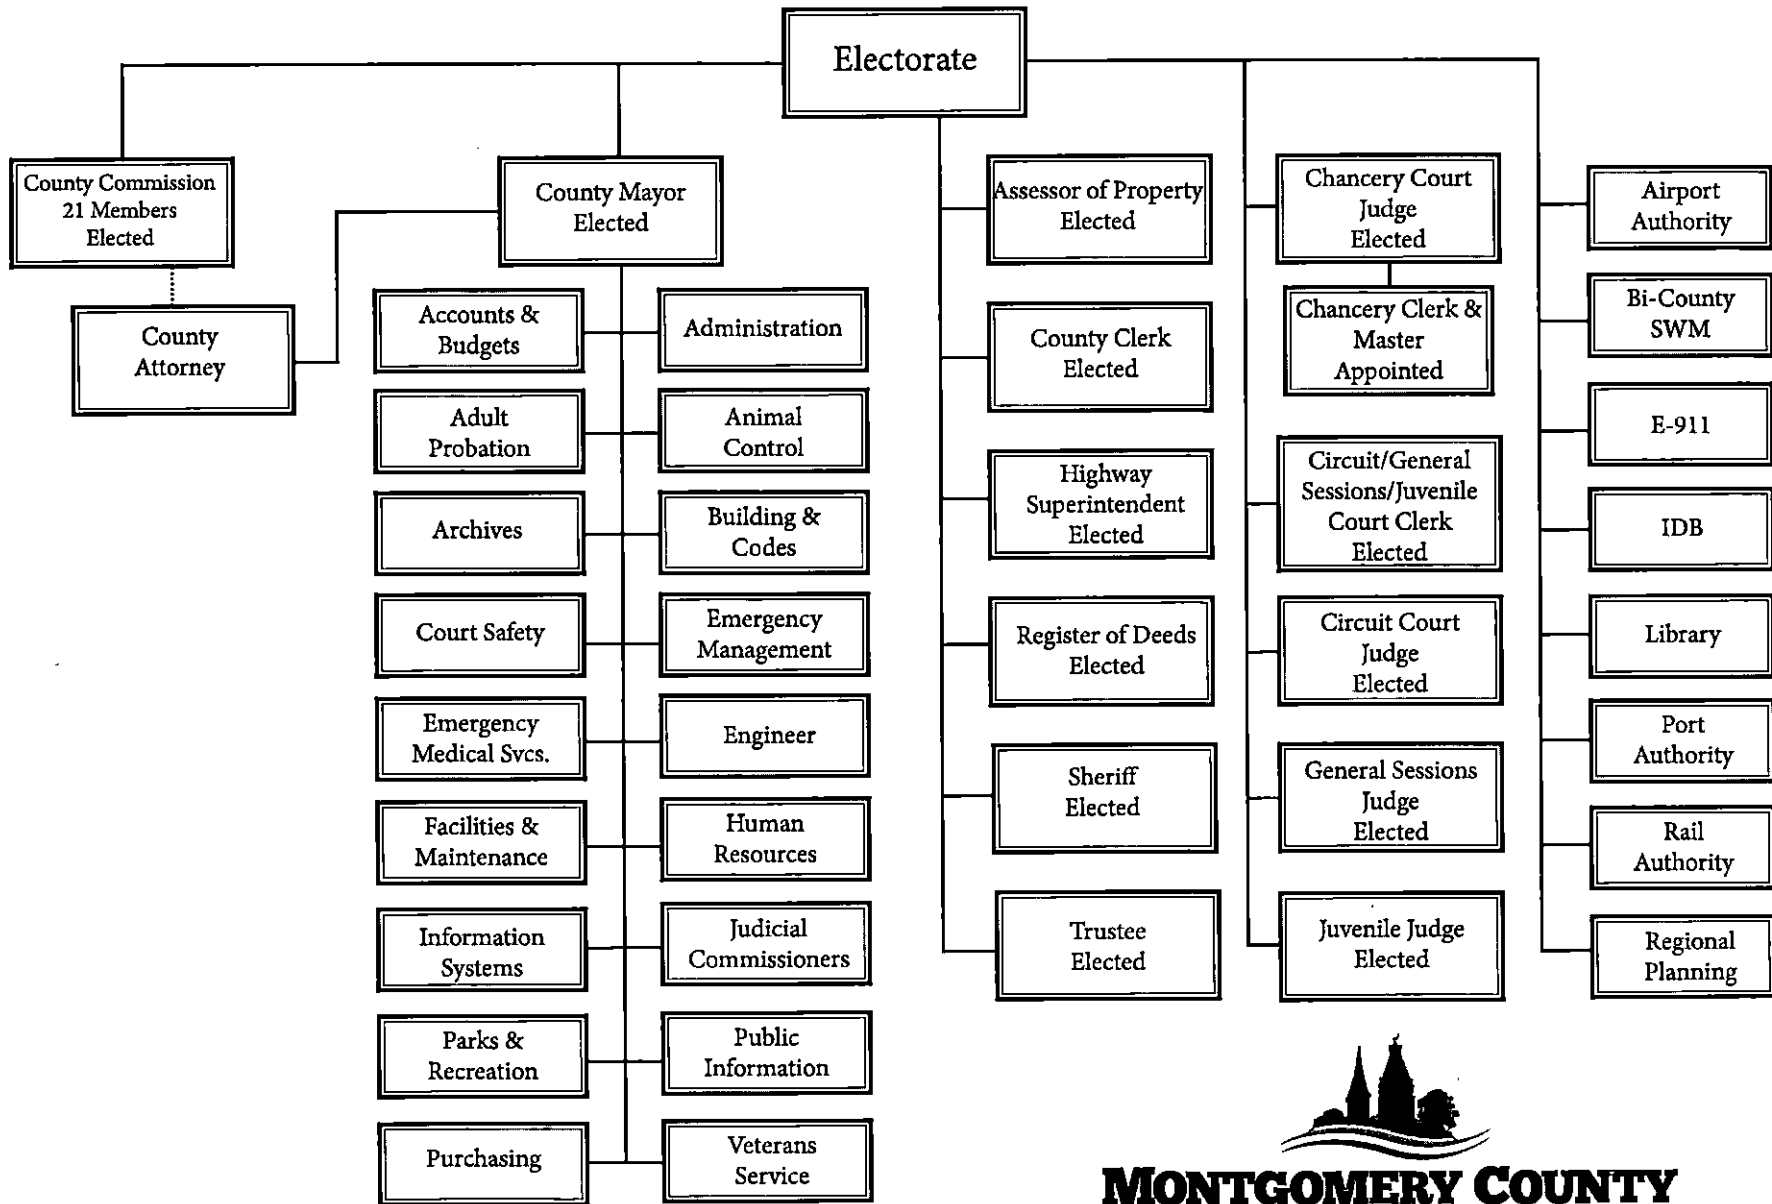 Electorate
County Commission
21 Members
Elected
County Mayor
Elected
County
Attorney
Accounts &
Budgets
Administration
Adult
Probation
Animal
Control
Archives
Building &
Codes
Court Safety
Emergency
Management
Emergency
Medical Svcs.
Engineer
Facilities &
Maintenance
Human
Resources
Information
Systems
Judicial
Commissioners
Parks &
Recreation
Public
Information
Purchasing
Veterans
Service
Assessor of Property
Elected
County Clerk
Elected
Highway
Superintendent
Elected
Register of Deeds
Elected
Sheriff
Elected
Trustee
Elected
Chancery Court
Judge
Elected
Chancery Clerk &
Master
Appointed
Circuit/General
Sessions/Juvenile
Court Clerk
Elected
Circuit Court
Judge
Elected
General Sessions
Judge
Elected
Juvenile Judge
Elected
Airport
Authority
Bi-County
SWM
E-911
IDB
Library
Port
Authority
Rail
Authority
Regional
Planning
MONTGOMERY COUNTY